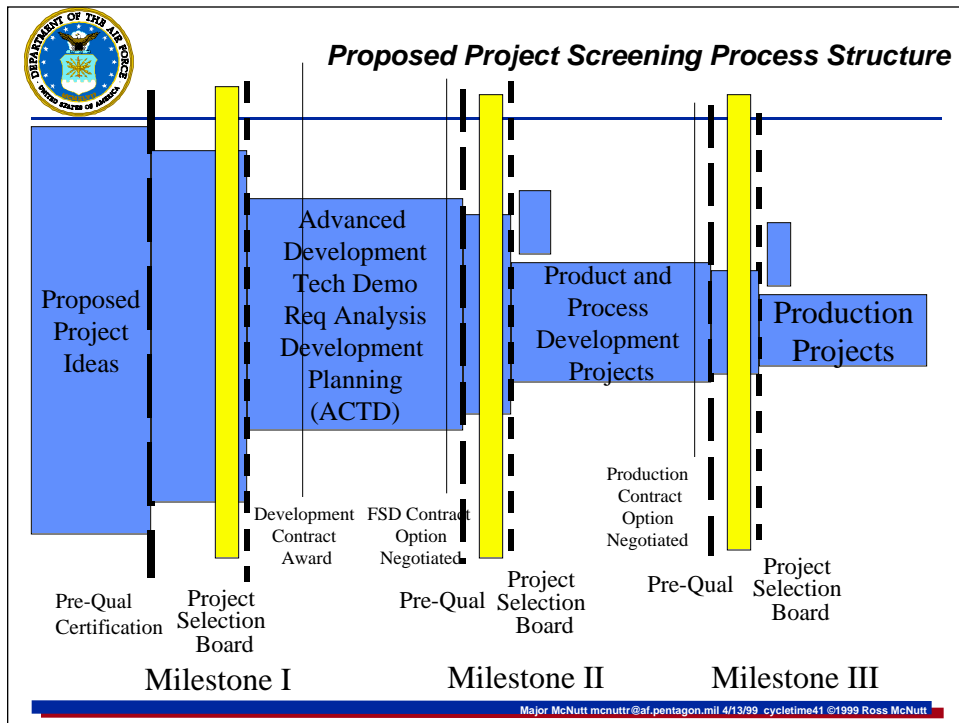 DEPARTMENT OF THE AIR FORCE
UNITED STATES OF AMERICA
Proposed Project Screening Process Structure
Proposed
Project
Ideas
Advanced
Development
Tech Demo
Req Analysis
Development
Planning
(ACTD)
Product and
Process
Development
Projects
Production
Projects
Development
Contract
Award
FSD Contract
Option
Negotiated
Production
Contract
Option
Negotiated
Pre-Qual
Certification
Project
Selection
Board
Pre-Qual
Project
Selection
Board
Pre-Qual
Project
Selection
Board
Milestone I
Milestone II
Milestone III
Major McNutt mcnuttr@af.pentagon.mil 4/13/99 cycletime41 ©1999 Ross McNutt